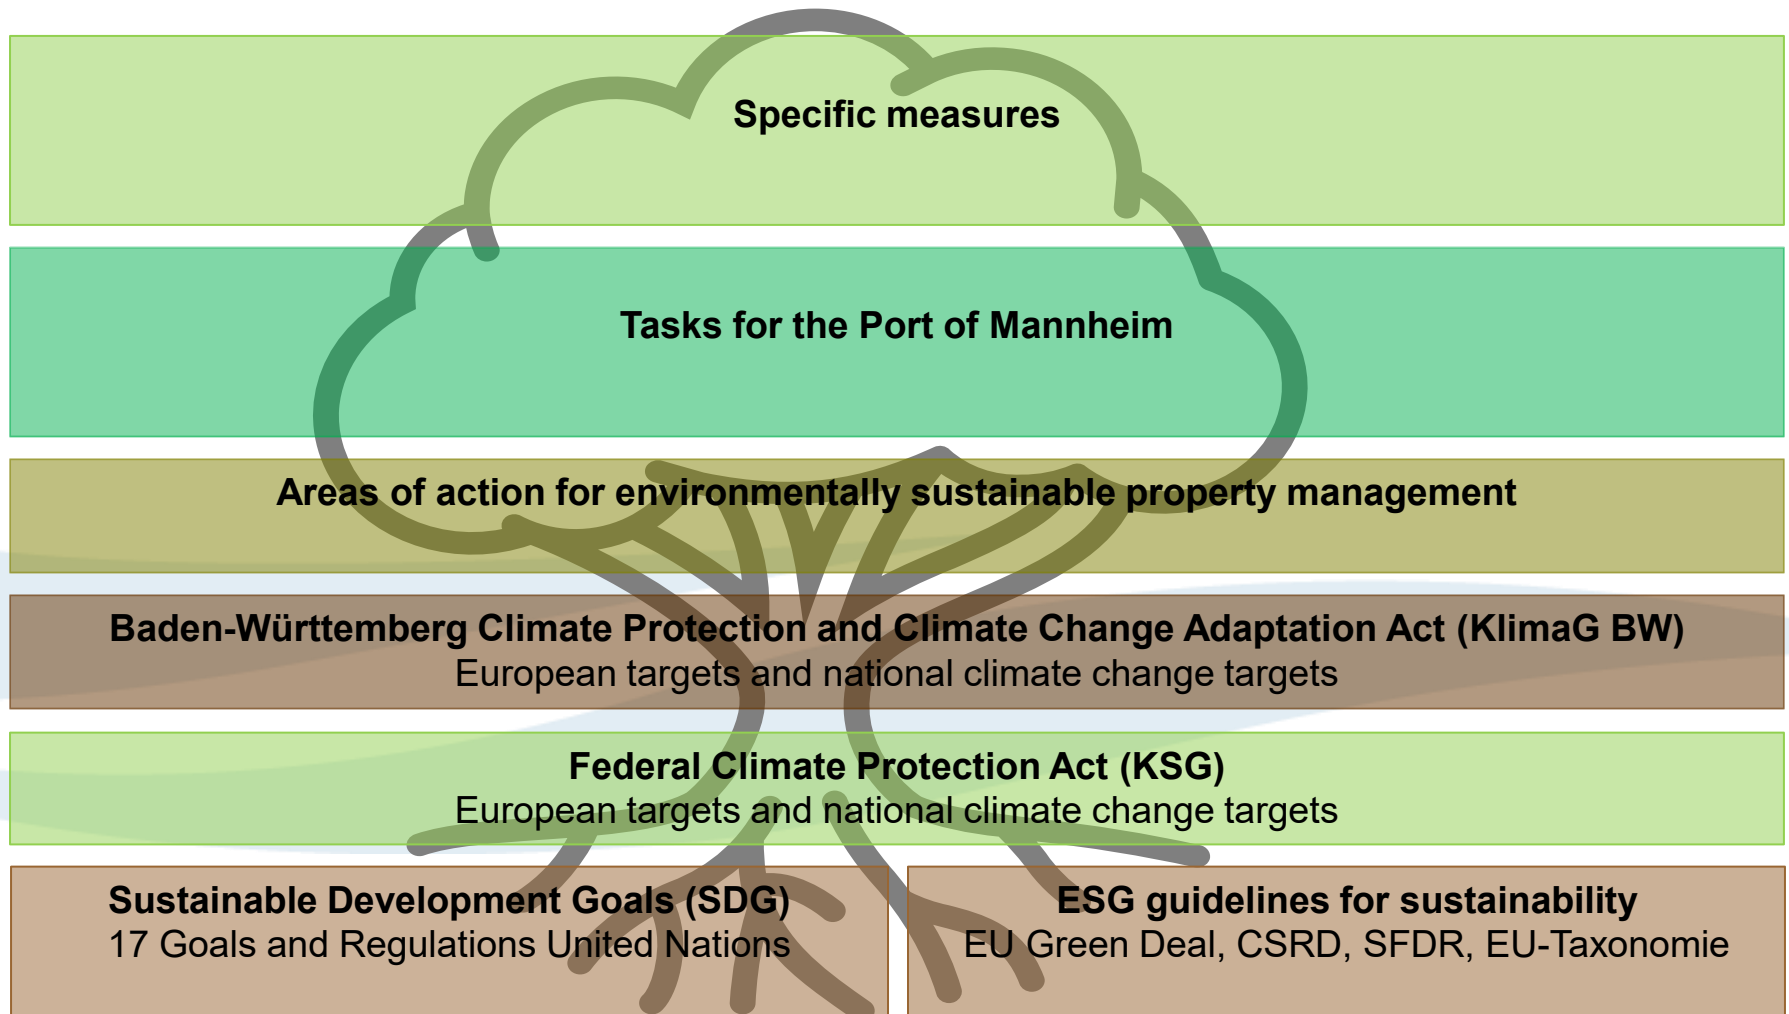 Specific measures
Tasks for the Port of Mannheim
Areas of action for environmentally sustainable property management
Baden-Württemberg Climate Protection and Climate Change Adaptation Act (KlimaG BW)
European targets and national climate change targets
Federal Climate Protection Act (KSG)
European targets and national climate change targets
Sustainable Development Goals (SDG)
17 Goals and Regulations United Nations
ESG guidelines for sustainability
EU Green Deal, CSRD, SFDR, EU-Taxonomie